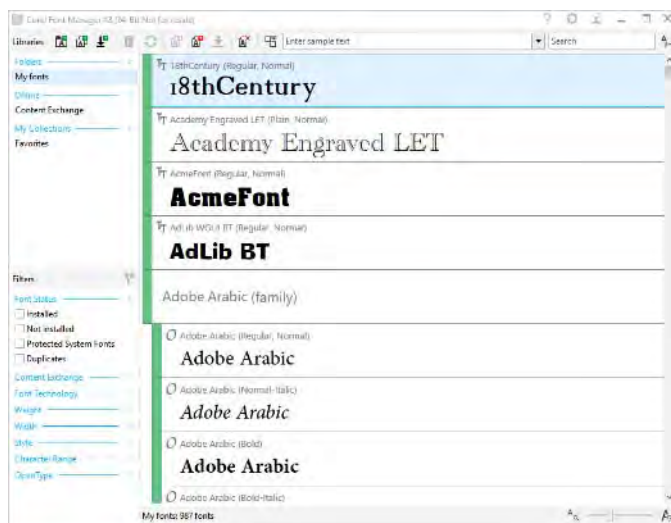 Corel Font Manager X8 (64-Bit Not for resale)
Libraries
Enter sample text
Search
Folders
My fonts
Online
Content Exchange
My Collections
Favorites
Filters
Font Status
Installed
Not installed
Protected System Fonts
Duplicates
Content Exchange
Font Technology
Weight
Width
Style
Character Range
OpenType
18thCentury (Regular, Normal)
18thCentury
Academy Engraved LET (Plain, Normal)
Academy Engraved LET
AcmeFont (Regular, Normal)
AcmeFont
AdLib WGL4 BT (Regular, Normal)
AdLib BT
Adobe Arabic (family)
Adobe Arabic (Regular, Normal)
Adobe Arabic
Adobe Arabic (Normal-Italic)
Adobe Arabic
Adobe Arabic (Bold)
Adobe Arabic
Adobe Arabic (Bold-Italic)
My fonts: 987 fonts